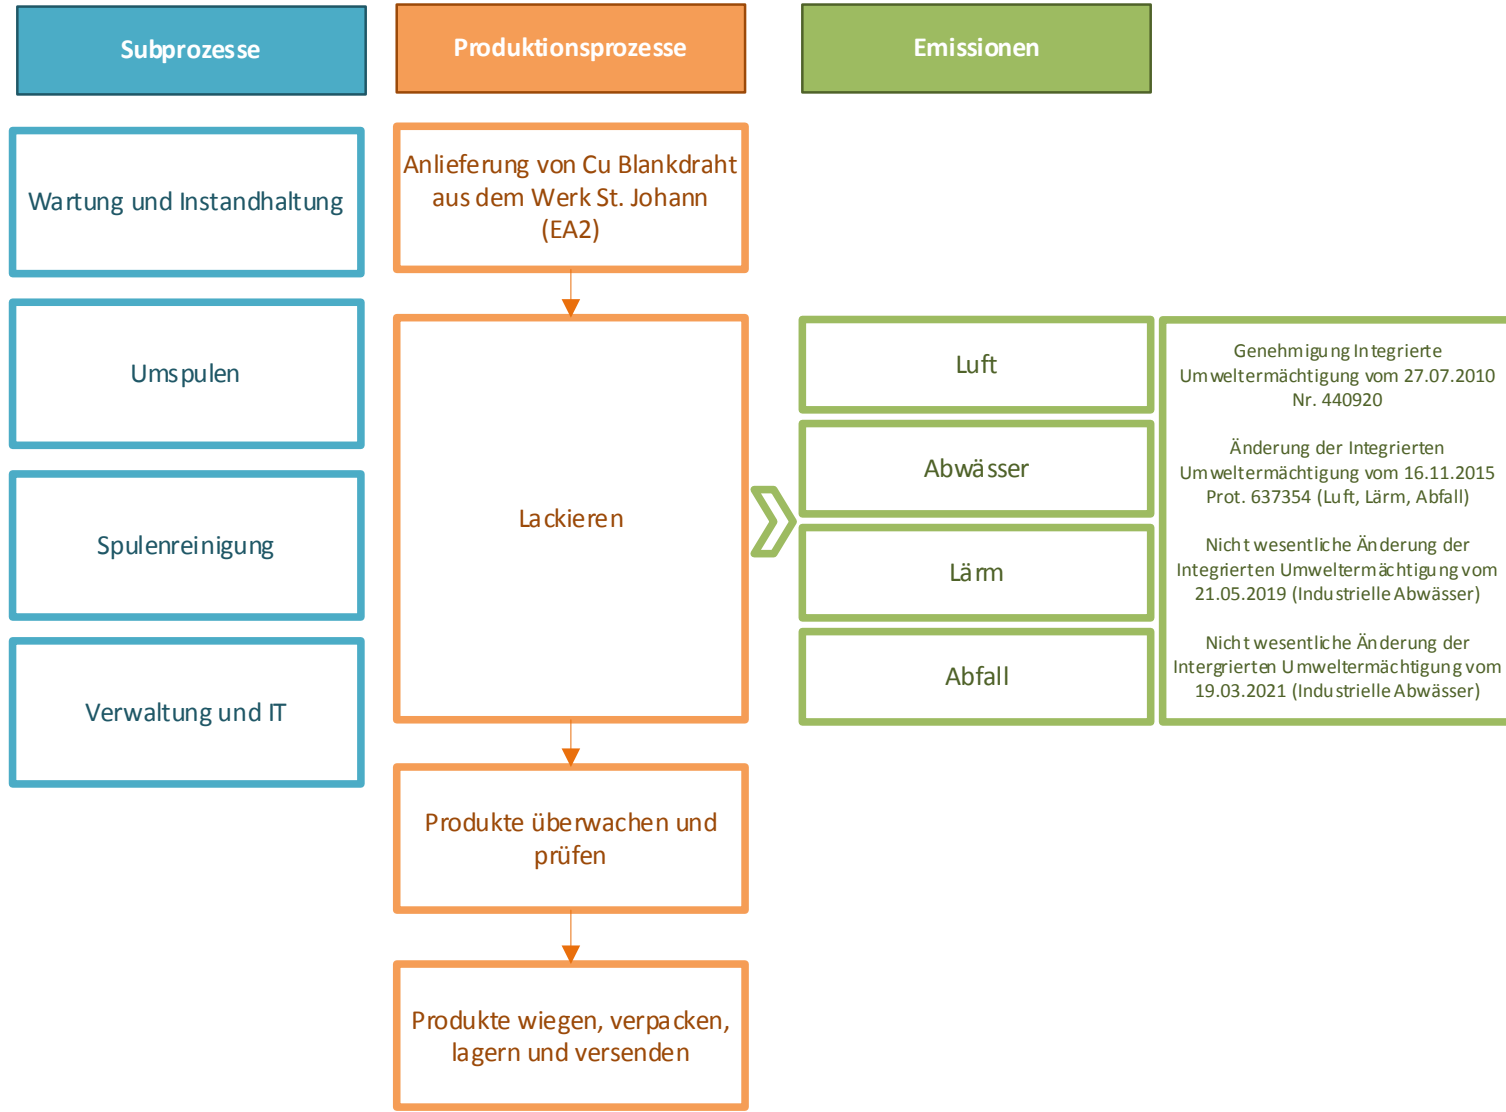 Subprozesse
Produktionsprozesse
Emissionen
Wartung und Instandhaltung
Umspulen
Spulenreinigung
Verwaltung und IT
Anlieferung von Cu Blankdraht
aus dem Werk St. Johann
(EA2)
Lackieren
Produkte überwachen und
prüfen
Produkte wiegen, verpacken,
lagern und versenden
Luft
Abwässer
Lärm
Abfall
Genehmigung Integrierte
Umweltermächtigung vom 27.07.2010
Nr. 440920
Änderung der Integrierten
Umweltermächtigung vom 16.11.2015
Prot. 637354 (Luft, Lärm, Abfall)
Nicht wesentliche Änderung der
Integrierten Umweltermächtigung vom
21.05.2019 (Industrielle Abwässer)
Nicht wesentliche Änderung der
Intergrierten Umweltermächtigung vom
19.03.2021 (Industrielle Abwässer)